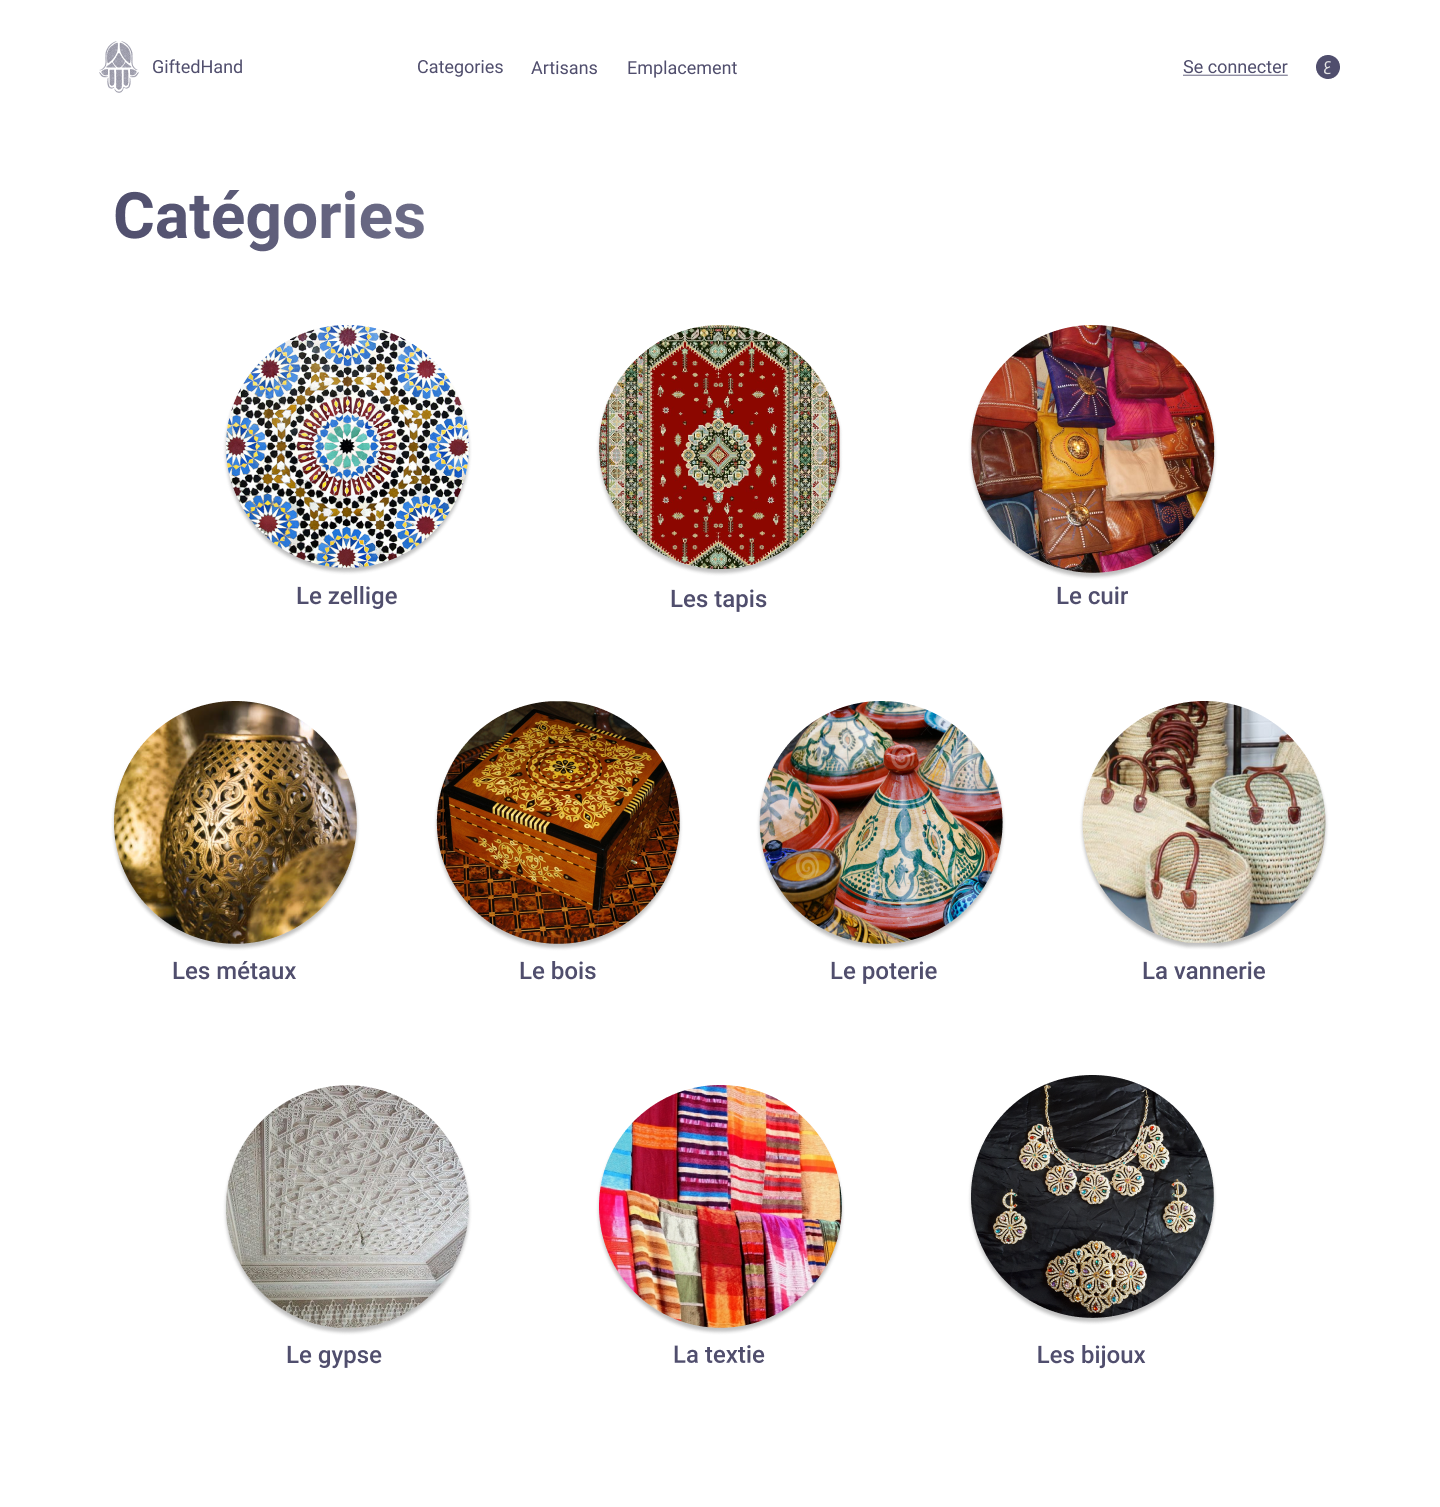 GiftedHand
Categories Artisans Emplacement
Se connecter
ع
Catégories
Le zellige
Les tapis
Le cuir
Les métaux
Le bois
Le poterie
La vannerie
Le gypse
La textie
Les bijoux